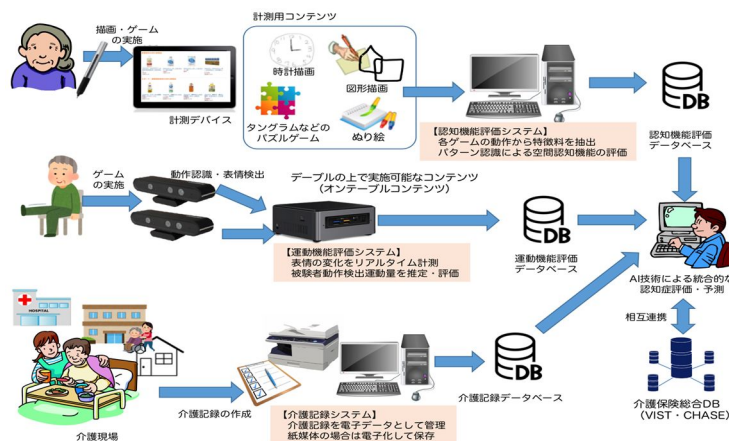 描画・ゲーム
の実施
計測デバイス
計測用コンテンツ
時計描画
図形描画
タングラムなどの
パズルゲーム
ぬり絵
【認知機能評価システム】
各ゲームの動作から特徴料を抽出
パターン認識による空間認知機能の評価
DB
認知機能評価
データベース
ゲーム
の実施
動作認識・表情検出
テーブルの上で実施可能なコンテンツ
（オンテーブルコンテンツ）
【運動機能評価システム】
表情の変化をリアルタイム計測
被験者動作検出運動量を推定・評価
DB
運動機能評価
データベース
AI技術による統合的な
認知症評価・予測
相互連携
介護保険総合DB
（VIST・CHASE）
HOSPITAL
介護現場
介護記録の作成
【介護記録システム】
介護記録を電子データとして管理
紙媒体の場合は電子化して保存
DB
介護記録データベース